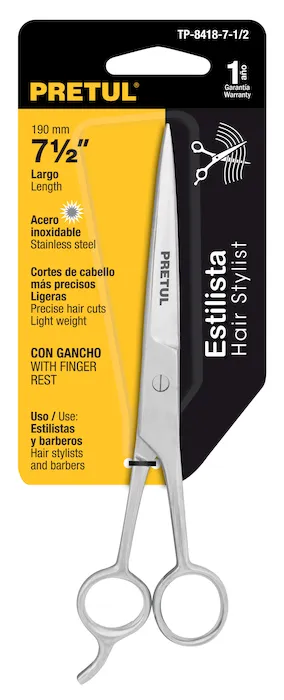 TP-8418-7-1/2
PRETUL®
1 año
Garantía
Warranty
190 mm
7½"
Largo
Length
Acero
inoxidable
Stainless steel
Cortes de cabello
más precisos
Ligeras
Precise hair cuts
Light weight
CON GANCHO
WITH FINGER
REST
Uso / Use:
Estilistas
y barberos
Hair stylists
and barbers
PRETUL
Estilista
Hair Stylist